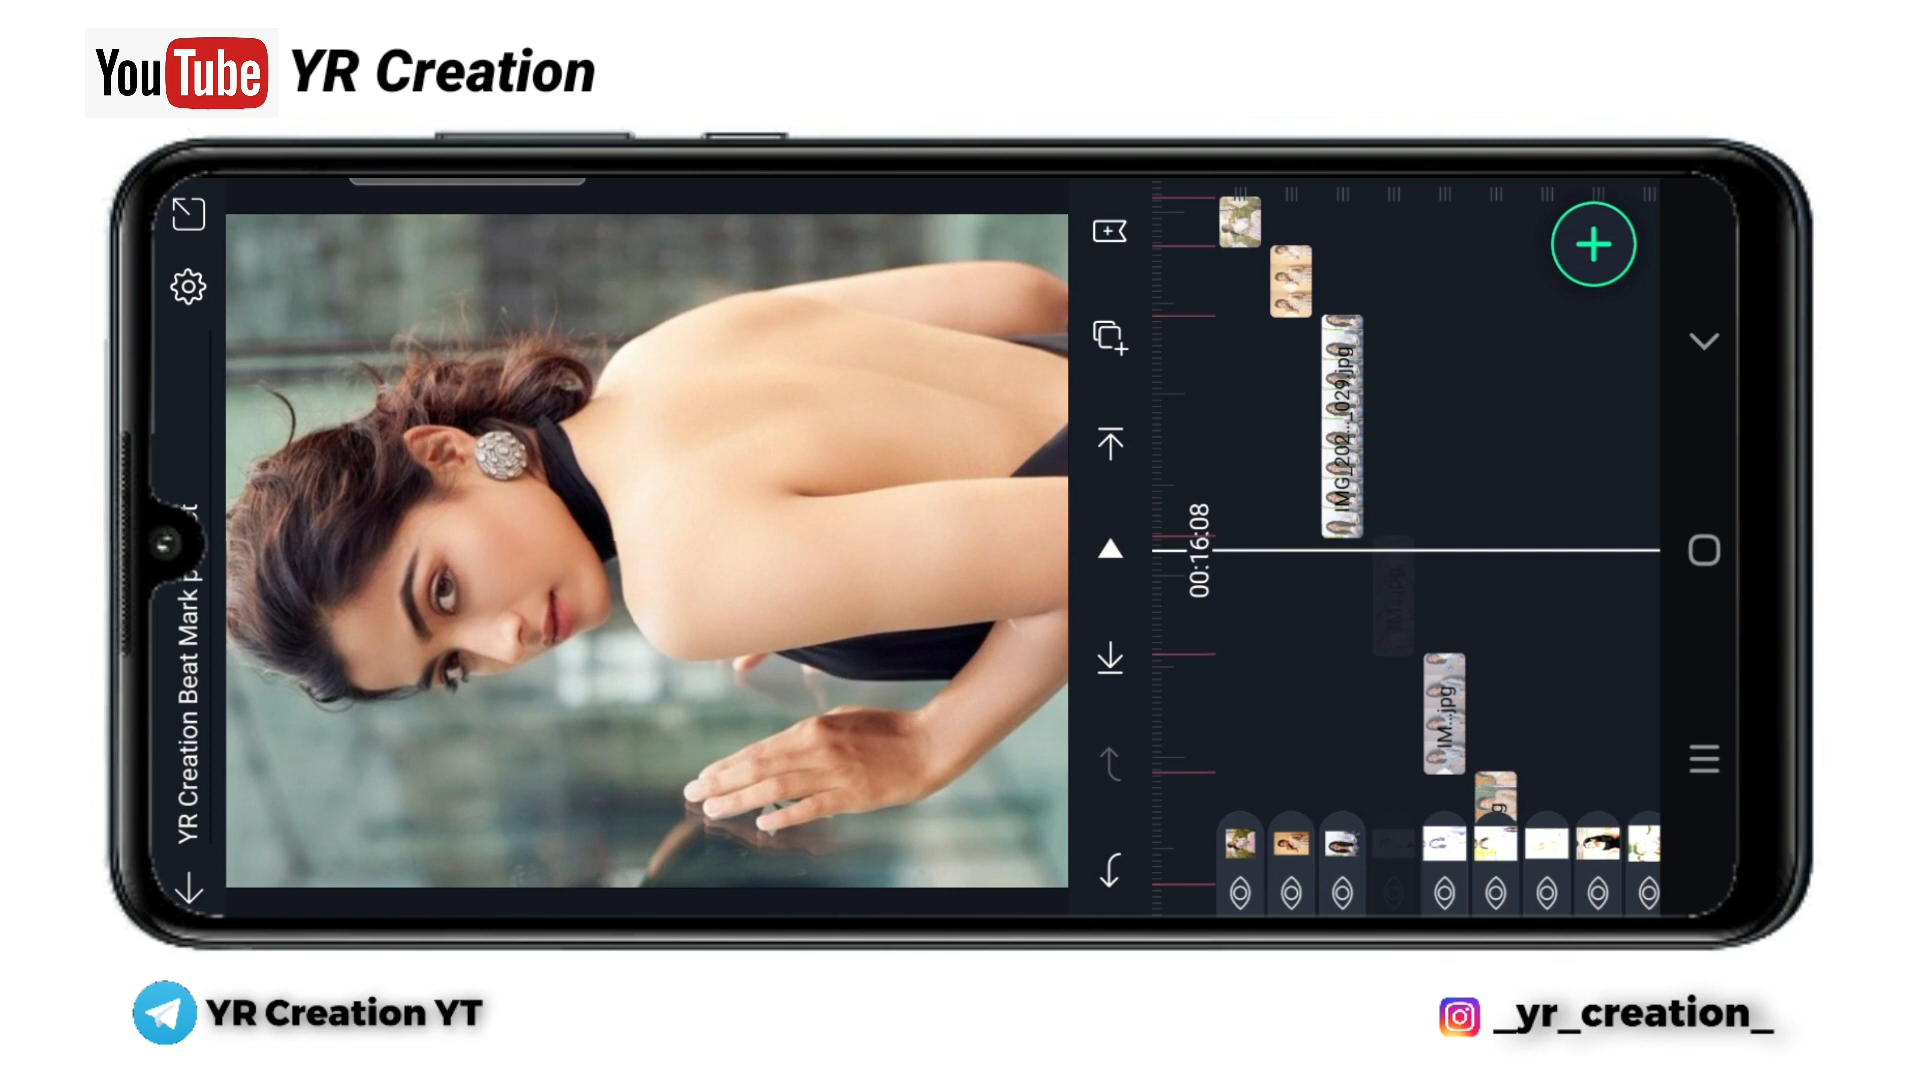 YouTube YR Creation
YR Creation Beat Mark p
00:16:08
IMG_202..._029.jpg
IM...jpg
g
YR Creation YT
_yr_creation_